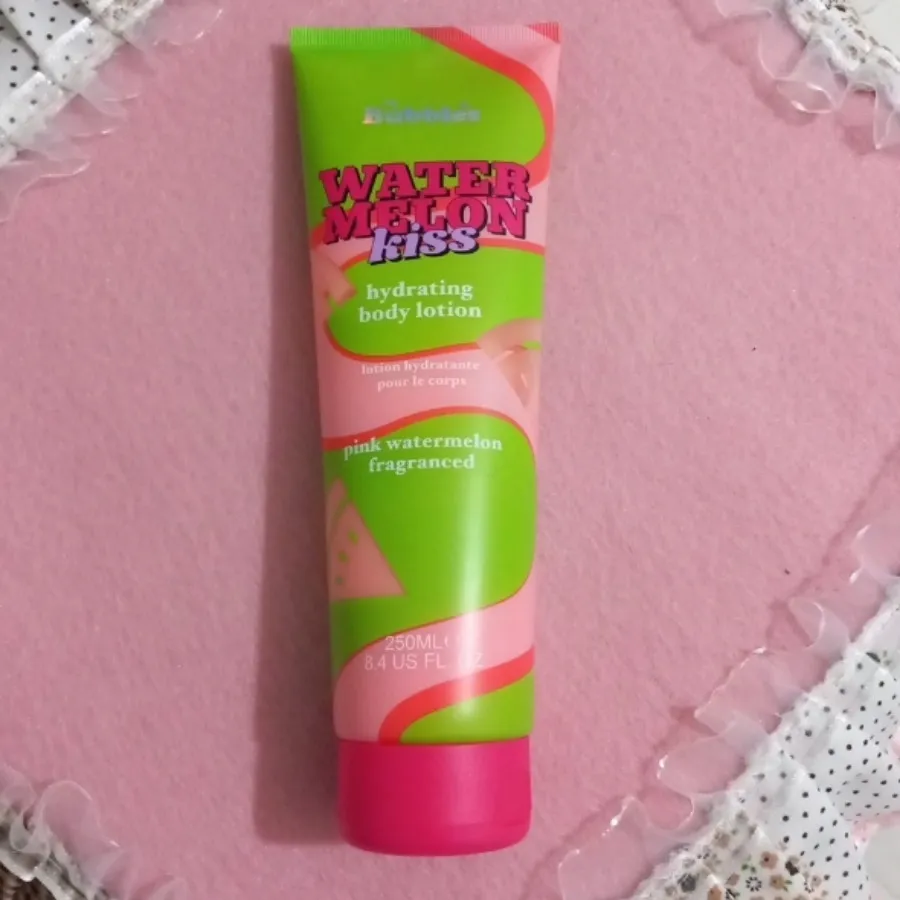 WATER
MELON
kiss
hydrating
body lotion
lotion hydratante
pour le corps
pink watermelon
fragranced
250ML
8.4 US FL